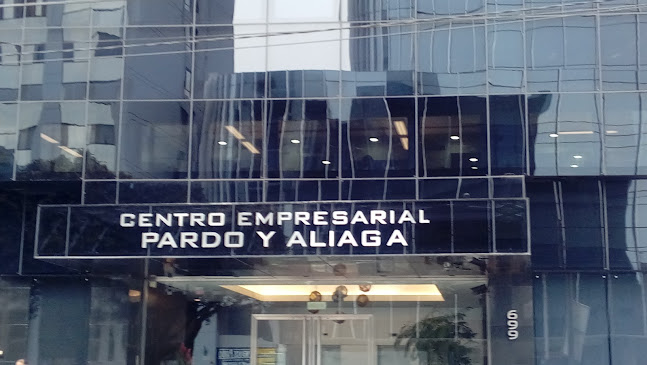 CENTRO EMPRESARIAL
PARDO Y ALIAGA
699